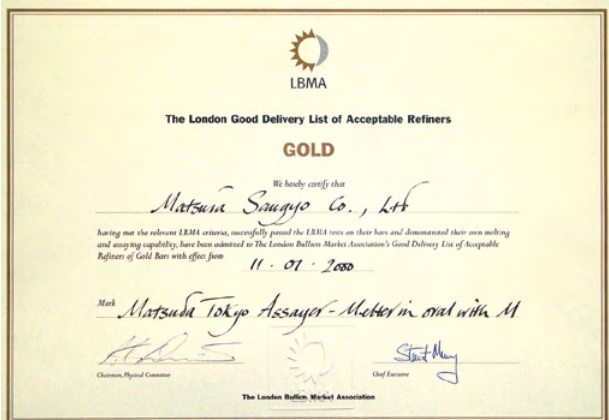 LBMA
The London Good Delivery List of Acceptable Refiners
GOLD
We hereby certify that
Matsuda Sangyo Co., Ltd
having met the relevant LBMA criteria, successfully passed the LBMA tests on their bars and demonstrated their own melting
and assaying capability, have been admitted to The London Bullion Market Association's Good Delivery List of Acceptable
Refiners of Gold Bars with effect from 11 · 01 · 2000
Mark Matsuda Tokyo Assayer - Melter in oval with M
Chairman, Physical Committee
Stuart Murray
Chief Executive
The London Bullion Market Association